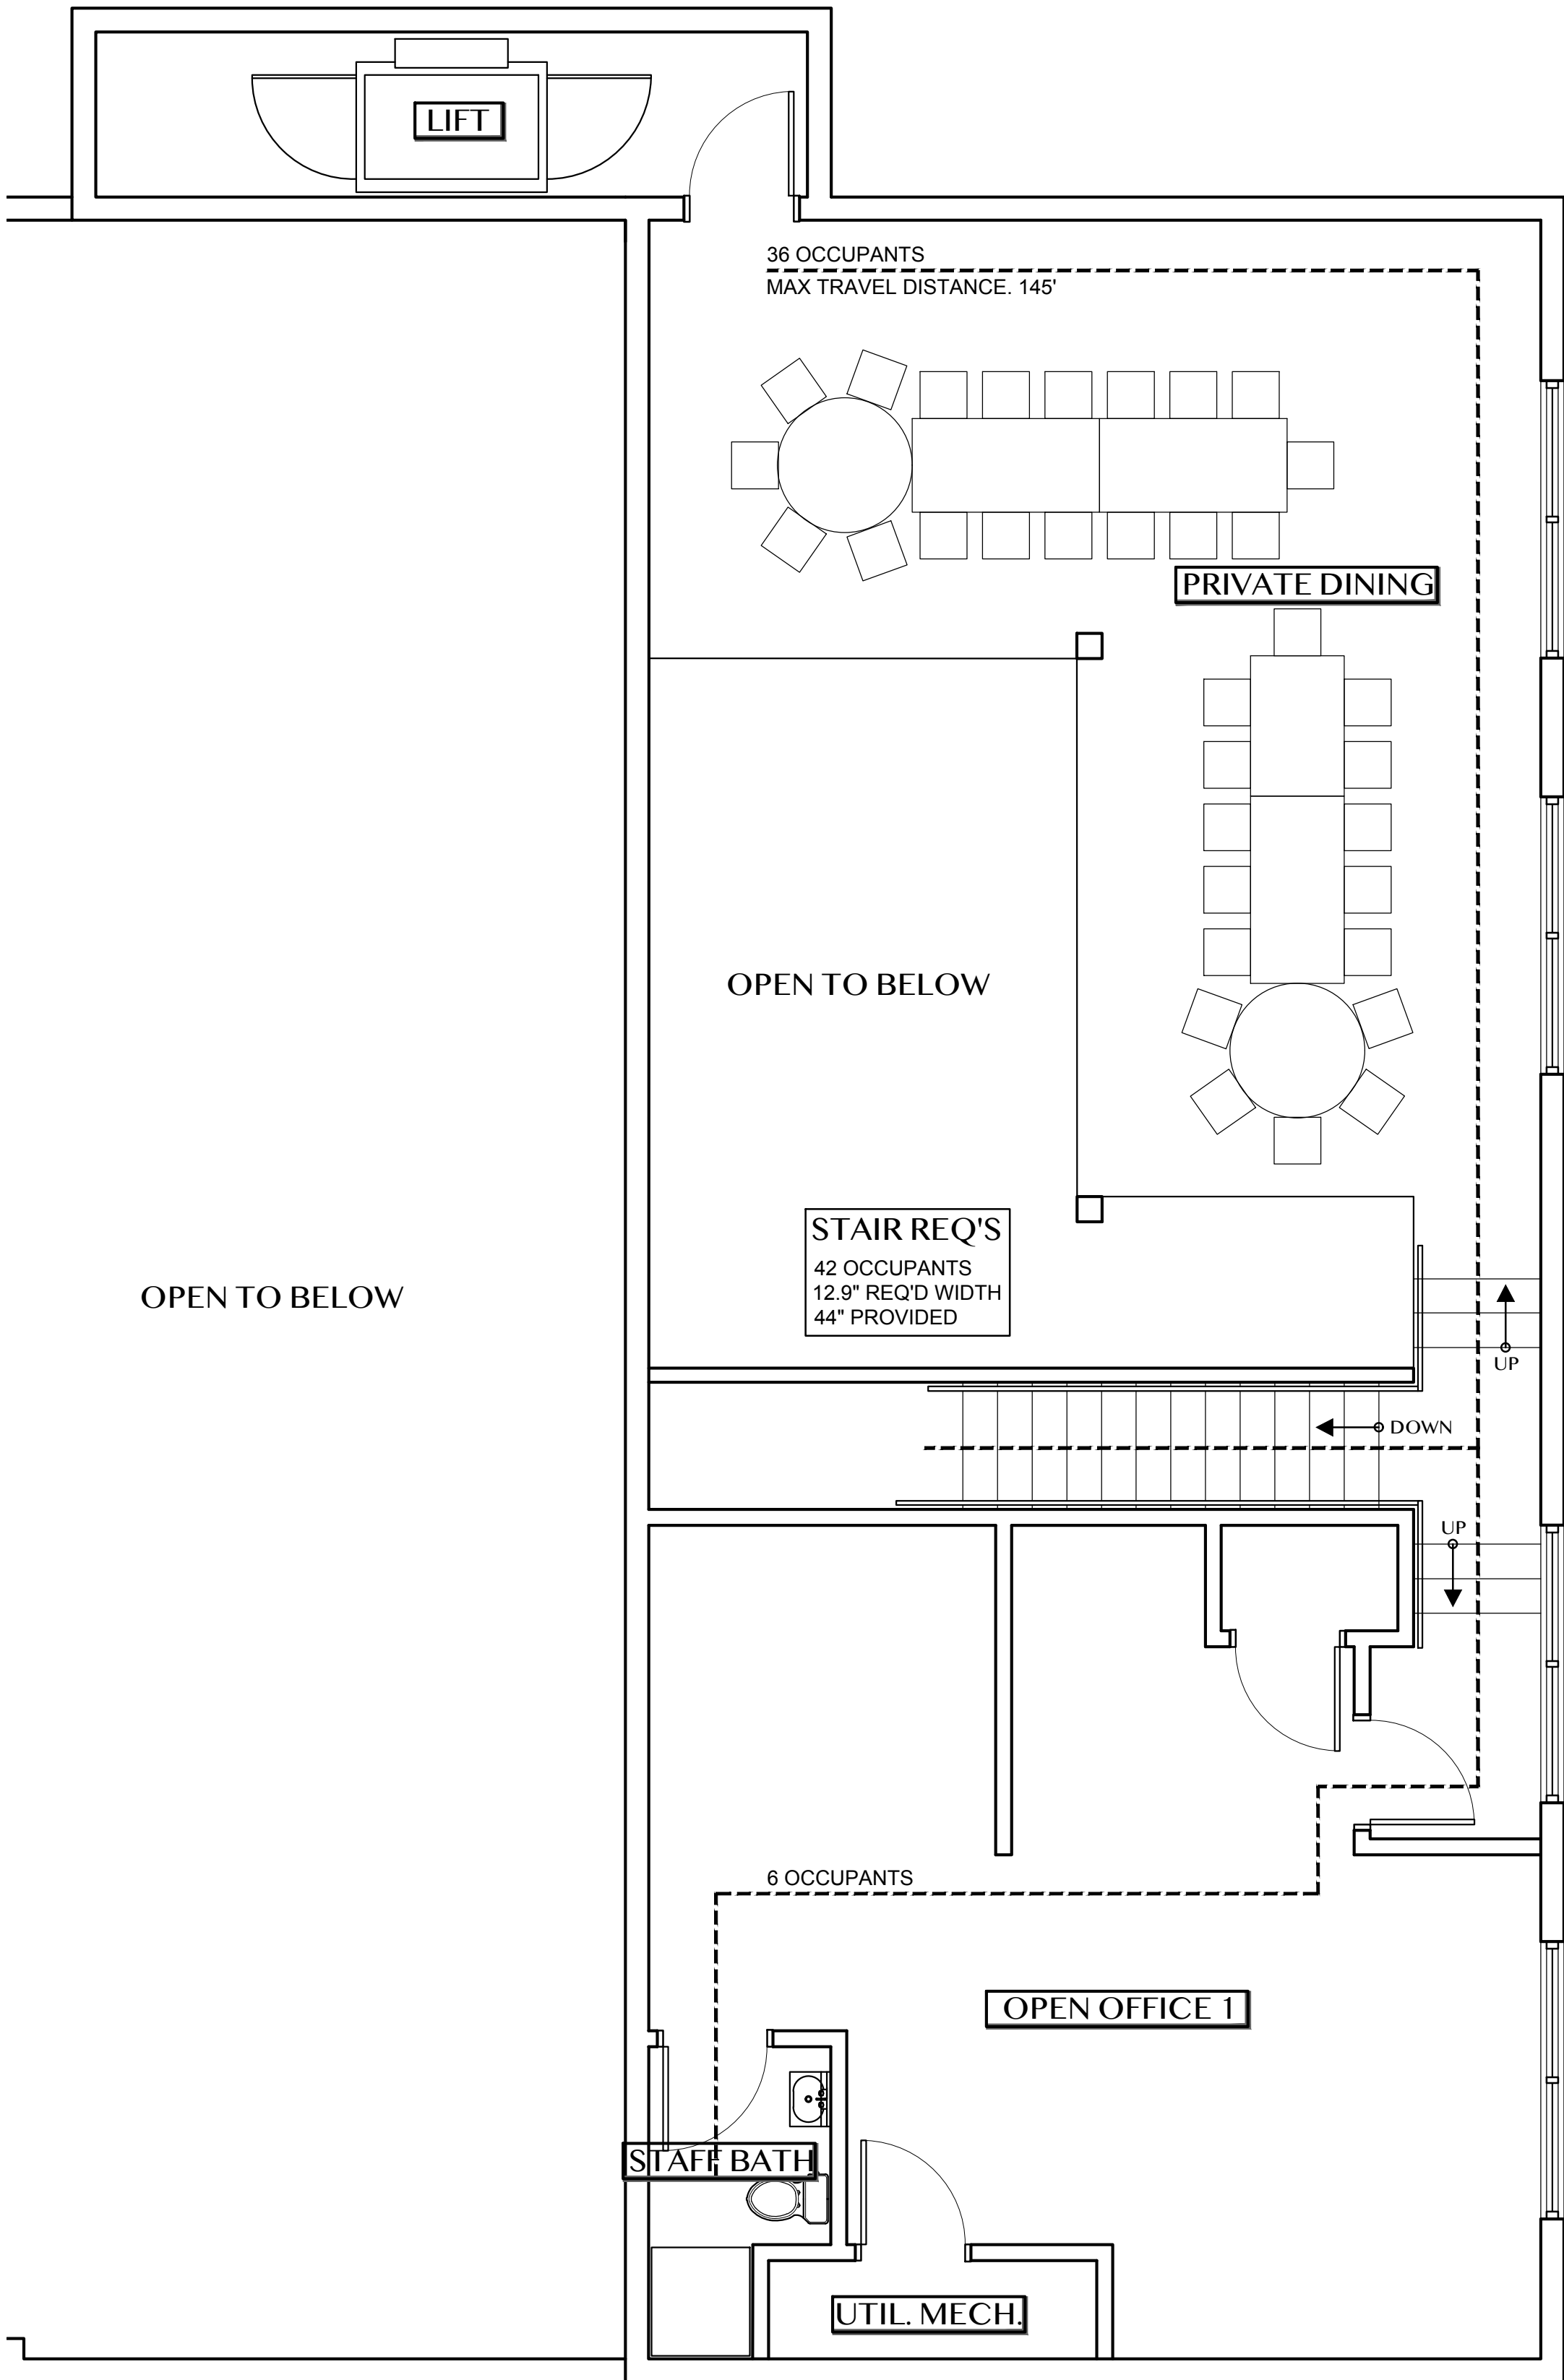 LIFT
36 OCCUPANTS
MAX TRAVEL DISTANCE. 145'
PRIVATE DINING
OPEN TO BELOW
STAIR REQ'S
42 OCCUPANTS
12.9" REQ'D WIDTH
44" PROVIDED
OPEN TO BELOW
UP
DOWN
UP
6 OCCUPANTS
OPEN OFFICE 1
STAFF BATH
UTIL. MECH.